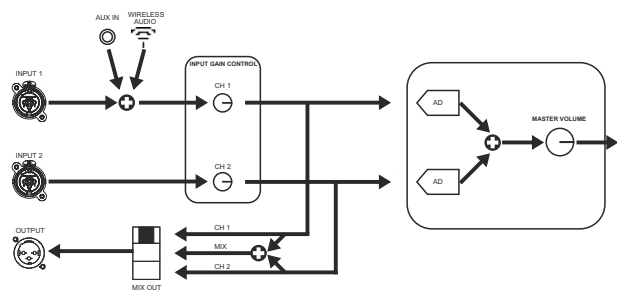 AUX IN
WIRELESS
AUDIO
INPUT 1
INPUT GAIN CONTROL
CH 1
AD
MASTER VOLUME
INPUT 2
CH 2
AD
OUTPUT
CH 1
MIX
CH 2
MIX OUT